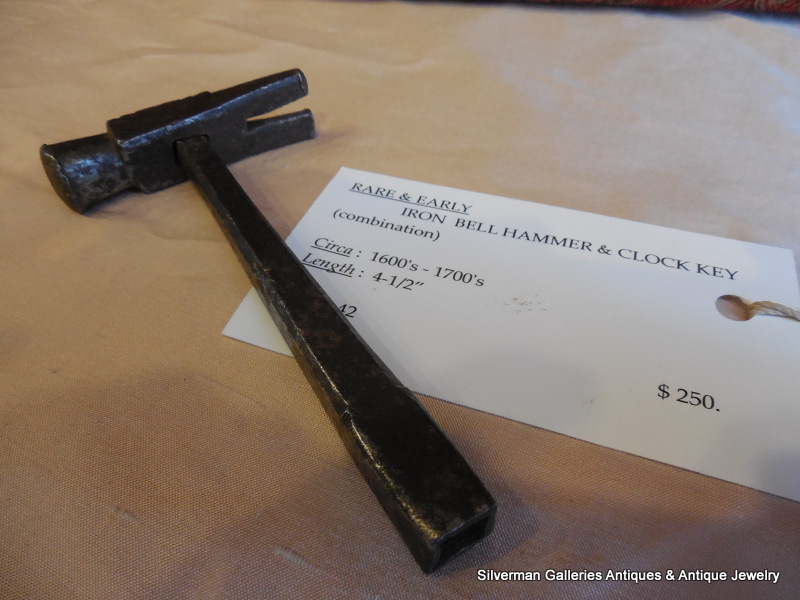 RARE & EARLY
IRON BELL HAMMER & CLOCK KEY
(combination)
Circa : 1600's - 1700's
Length : 4-1/2"
42
$ 250.
Silverman Galleries Antiques & Antique Jewelry